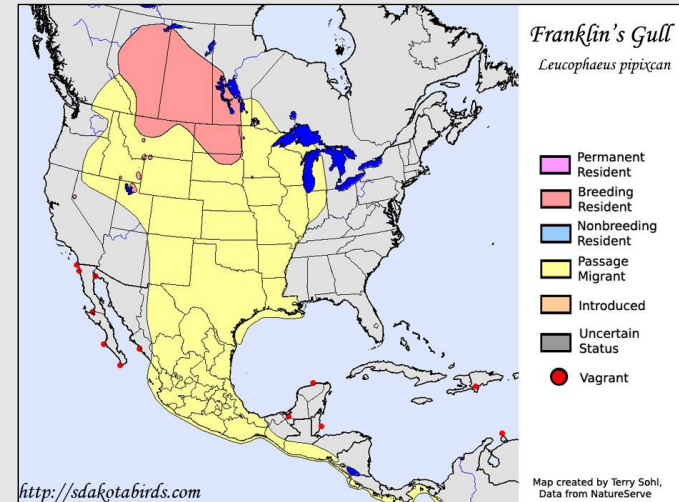 Franklin's Gull
Leucophaeus pipixcan
Permanent
Resident
Breeding
Resident
Nonbreeding
Resident
Passage
Migrant
Introduced
Uncertain
Status
Vagrant
Map created by Terry Sohl,
Data from NatureServe
http://sdakotabirds.com